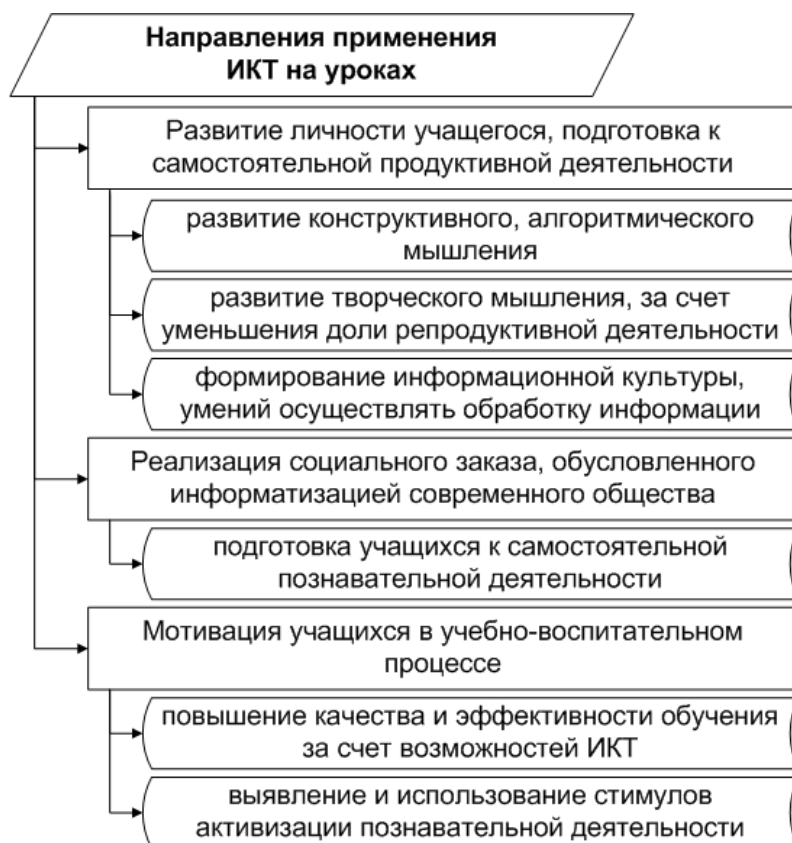 Направления применения
ИКТ на уроках
Развитие личности учащегося, подготовка к
самостоятельной продуктивной деятельности
развитие конструктивного, алгоритмического
мышления
развитие творческого мышления, за счет
уменьшения доли репродуктивной деятельности
формирование информационной культуры,
умений осуществлять обработку информации
Реализация социального заказа, обусловленного
информатизацией современного общества
подготовка учащихся к самостоятельной
познавательной деятельности
Мотивация учащихся в учебно-воспитательном
процессе
повышение качества и эффективности обучения
за счет возможностей ИКТ
выявление и использование стимулов
активизации познавательной деятельности